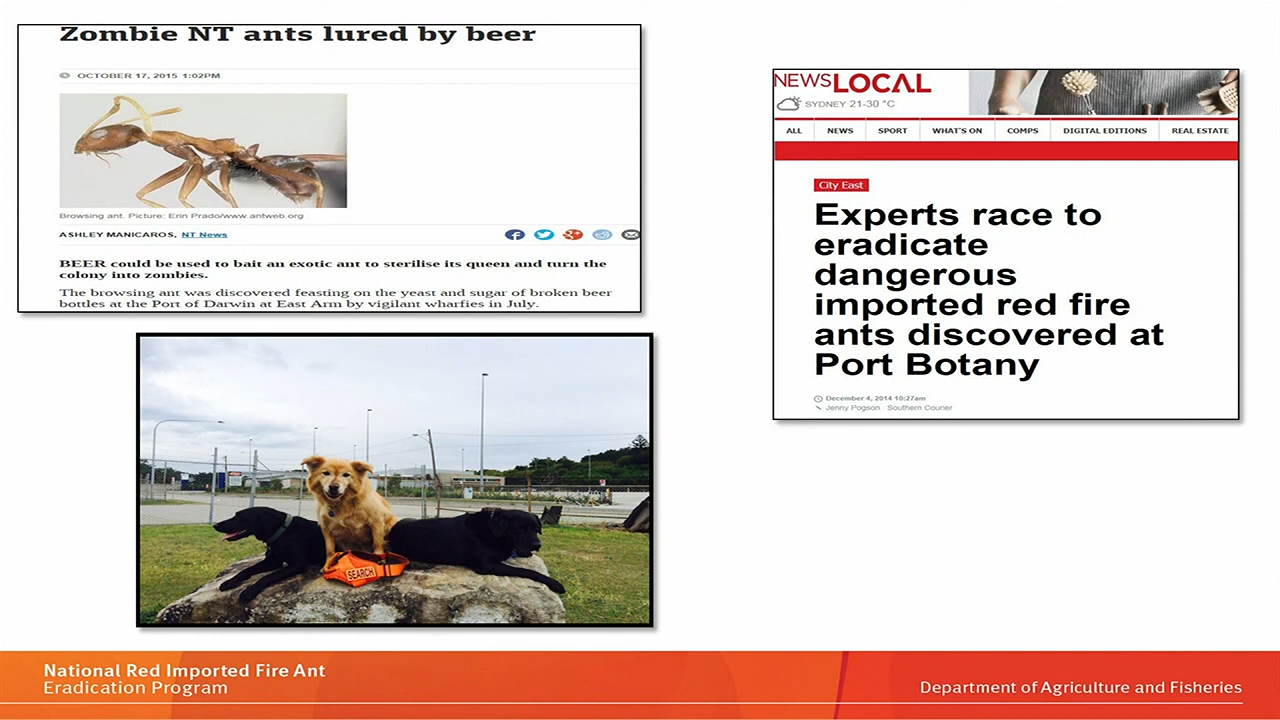 Zombie NT ants lured by beer
OCTOBER 17, 2015 1:02PM
Browsing ant. Picture: Erin Prado/www.antweb.org
ASHLEY MANICAROS, NT News
BEER could be used to bait an exotic ant to sterilise its queen and turn the
colony into zombies.
The browsing ant was discovered feasting on the yeast and sugar of broken beer
bottles at the Port of Darwin at East Arm by vigilant wharfies in July.
NEWSLOCAL
SYDNEY 21-30 °C
ALL NEWS SPORT WHAT'S ON COMPS DIGITAL EDITIONS REAL ESTATE
City East
Experts race to
eradicate
dangerous
imported red fire
ants discovered at
Port Botany
December 4, 2014 10:27am
Jenny Pogson Southern Courier
SEARCH
National Red Imported Fire Ant
Eradication Program
Department of Agriculture and Fisheries